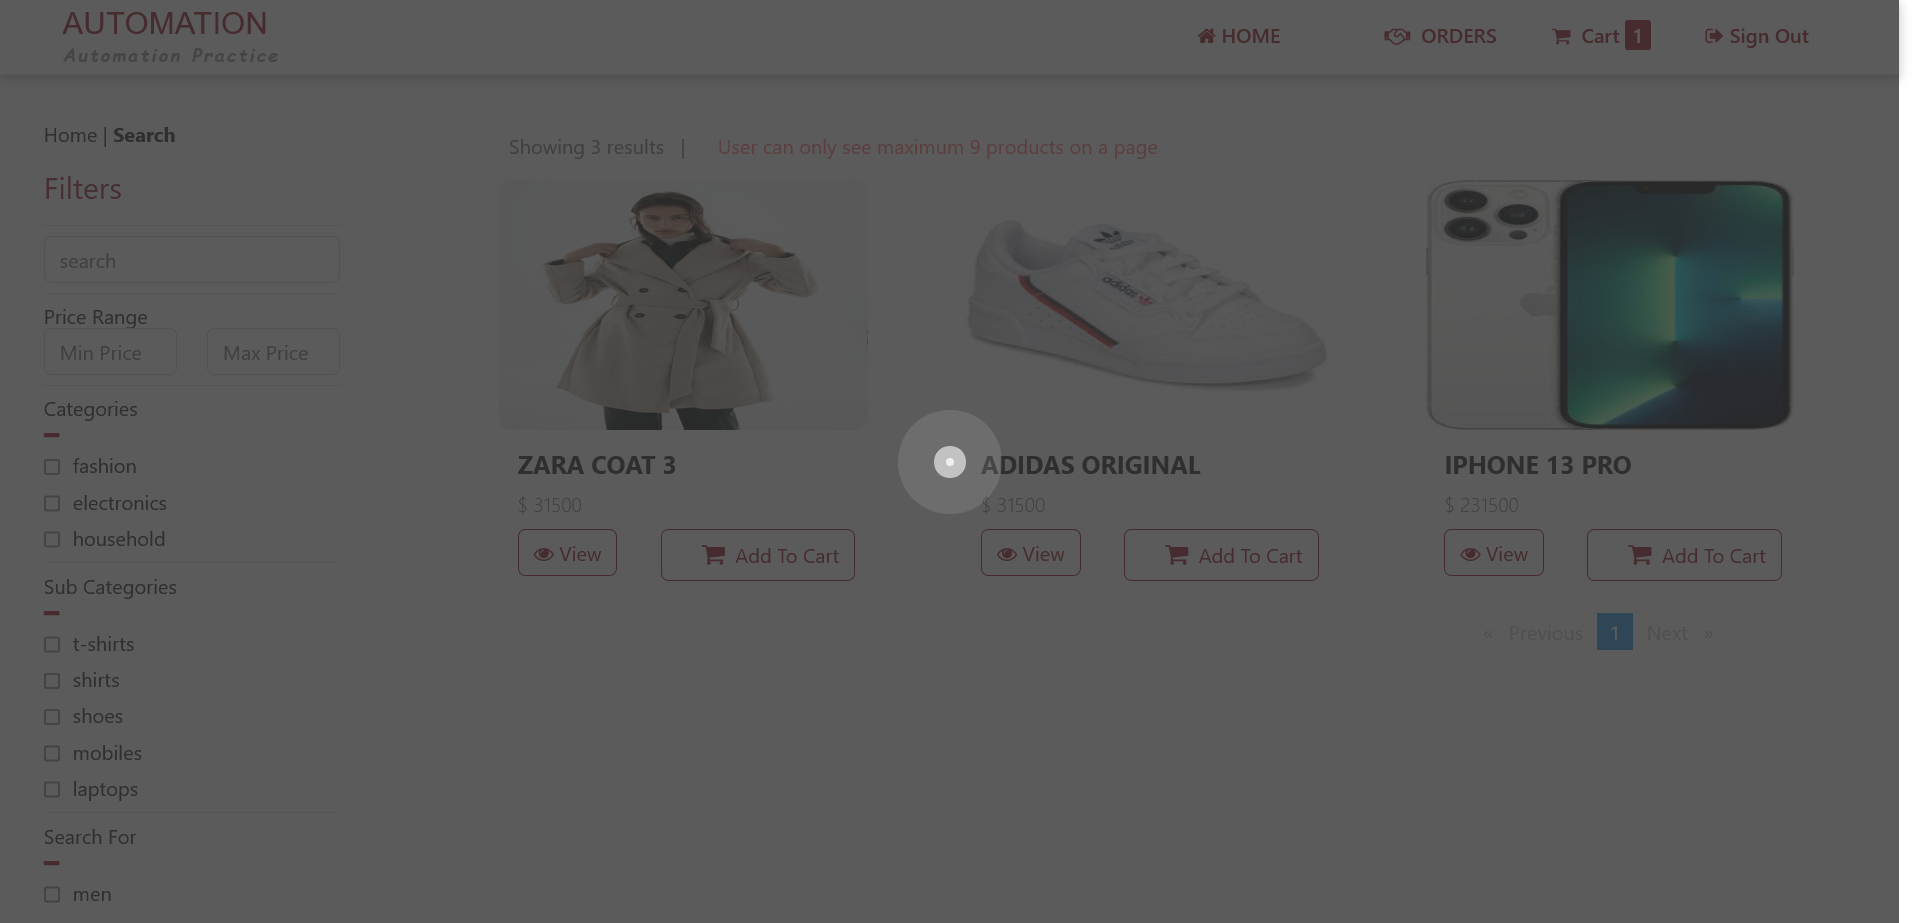 AUTOMATION
Automation Practice
HOME
ORDERS
Cart 1
Sign Out
Home | Search
Filters
search
Price Range
Min Price
Max Price
Categories
fashion
electronics
household
Sub Categories
t-shirts
shirts
shoes
mobiles
laptops
Search For
men
Showing 3 results |
User can only see maximum 9 products on a page
ZARA COAT 3
$ 31500
View
Add To Cart
adidas
ADIDAS ORIGINAL
$ 31500
View
Add To Cart
IPHONE 13 PRO
$ 231500
View
Add To Cart
« Previous 1 Next »